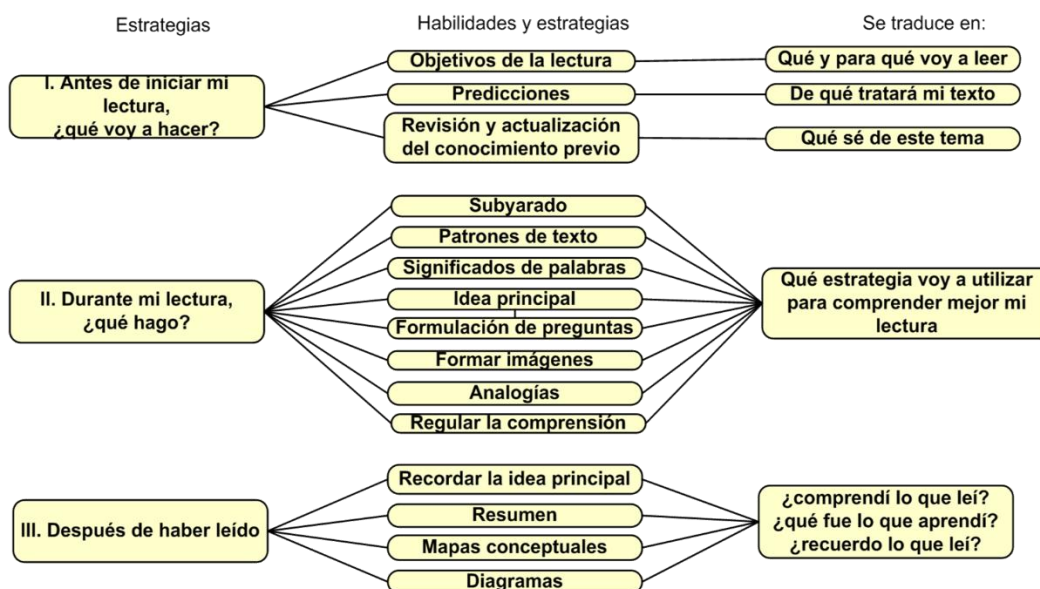 Estrategias
Habilidades y estrategias
Se traduce en:
I. Antes de iniciar mi
lectura,
¿qué voy a hacer?
Objetivos de la lectura
Qué y para qué voy a leer
Predicciones
De qué tratará mi texto
Revisión y actualización
del conocimiento previo
Qué sé de este tema
II. Durante mi lectura,
¿qué hago?
Subyarado
Patrones de texto
Significados de palabras
Idea principal
Formulación de preguntas
Formar imágenes
Analogías
Regular la comprensión
Qué estrategia voy a utilizar
para comprender mejor mi
lectura
III. Después de haber leído
Recordar la idea principal
Resumen
Mapas conceptuales
Diagramas
¿comprendí lo que leí?
¿qué fue lo que aprendí?
¿recuerdo lo que leí?